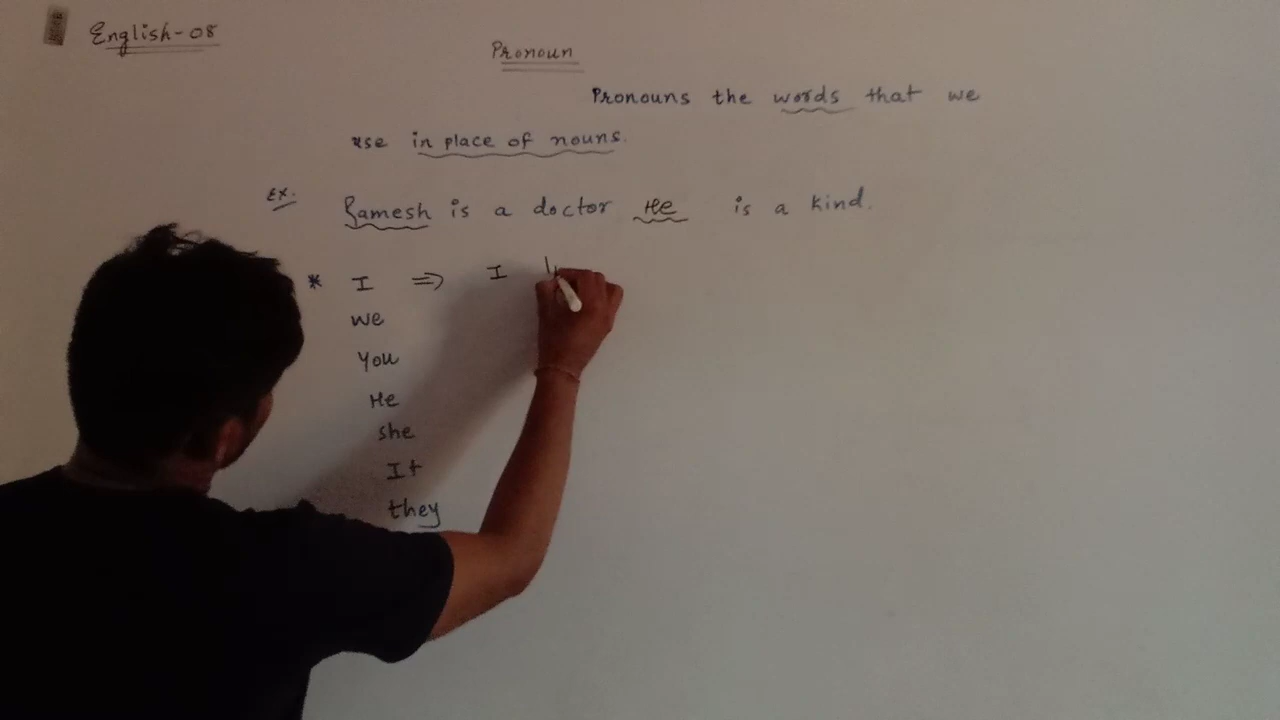 English-08
Pronoun
Pronouns the words that we
use in place of nouns.
Ex.
Ramesh is a doctor He is a kind.
* I ⇒ I
we
you
He
she
It
they